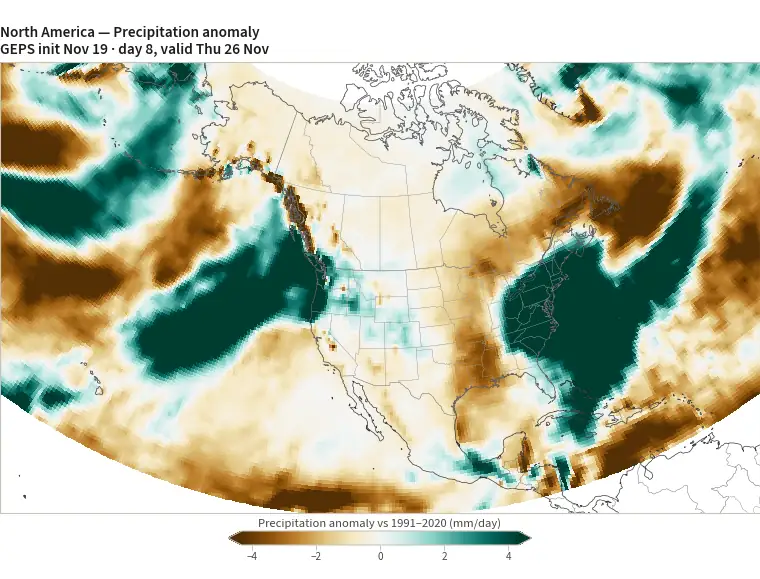 North America — Precipitation anomaly
GEPS init Nov 19 · day 8, valid Thu 26 Nov
Precipitation anomaly vs 1991–2020 (mm/day)
−4 −2 0 2 4